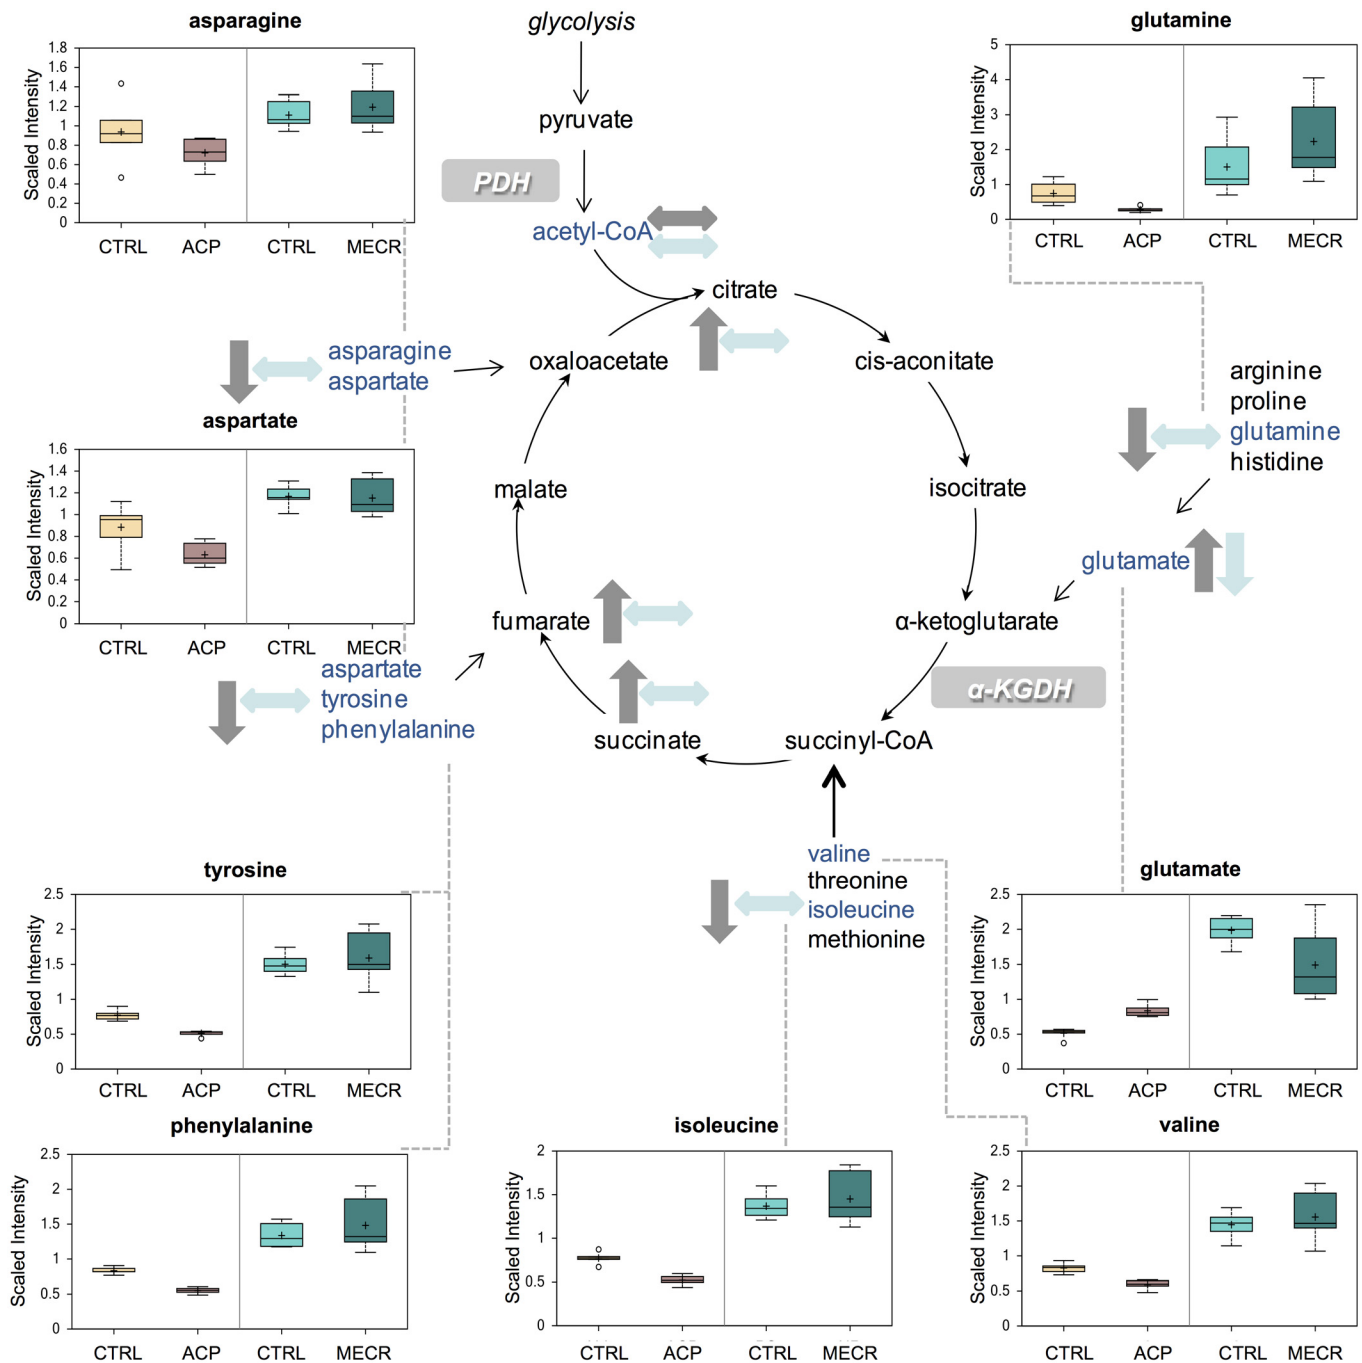 asparagine
Scaled Intensity
1.8
1.6
1.4
1.2
1
0.8
0.6
0.4
0.2
0
CTRL ACP CTRL MECR
glycolysis
pyruvate
PDH
acetyl-CoA
citrate
cis-aconitate
isocitrate
α-ketoglutarate
α-KGDH
succinyl-CoA
succinate
fumarate
malate
oxaloacetate
glutamine
Scaled Intensity
5
4
3
2
1
0
CTRL ACP CTRL MECR
asparagine
aspartate
arginine
proline
glutamine
histidine
glutamate
aspartate
Scaled Intensity
1.6
1.4
1.2
1
0.8
0.6
0.4
0.2
0
CTRL ACP CTRL MECR
aspartate
tyrosine
phenylalanine
valine
threonine
isoleucine
methionine
tyrosine
Scaled Intensity
2.5
2
1.5
1
0.5
0
CTRL ACP CTRL MECR
glutamate
Scaled Intensity
2.5
2
1.5
1
0.5
0
CTRL ACP CTRL MECR
phenylalanine
Scaled Intensity
2.5
2
1.5
1
0.5
0
CTRL ACP CTRL MECR
isoleucine
Scaled Intensity
2
1.5
1
0.5
0
CTRL ACP CTRL MECR
valine
Scaled Intensity
2.5
2
1.5
1
0.5
0
CTRL ACP CTRL MECR